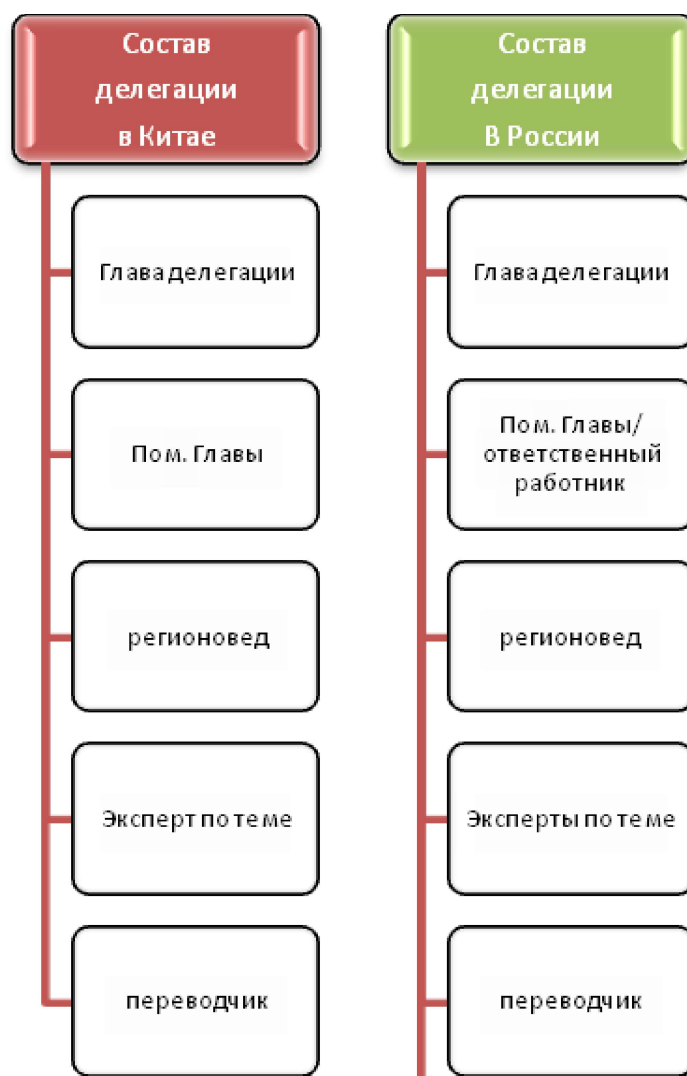 Состав
делегации
в Китае
Глава делегации
Пом. Главы
регионовед
Эксперт по теме
переводчик
Состав
делегации
В России
Глава делегации
Пом. Главы/
ответственный
работник
регионовед
Эксперты по теме
переводчик